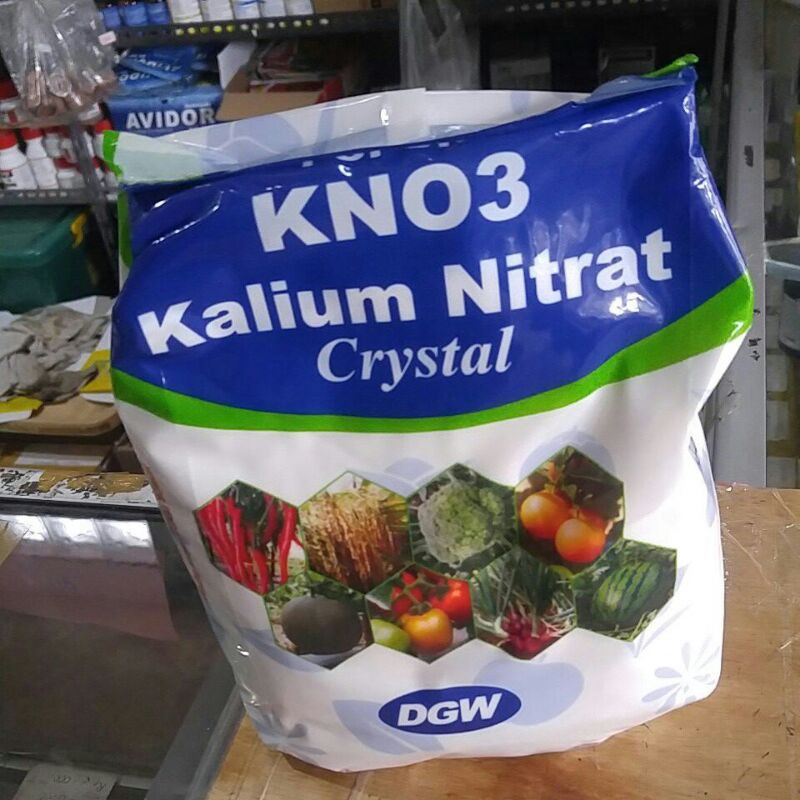 AVIDOR
KNO3
Kalium Nitrat
Crystal
DGW